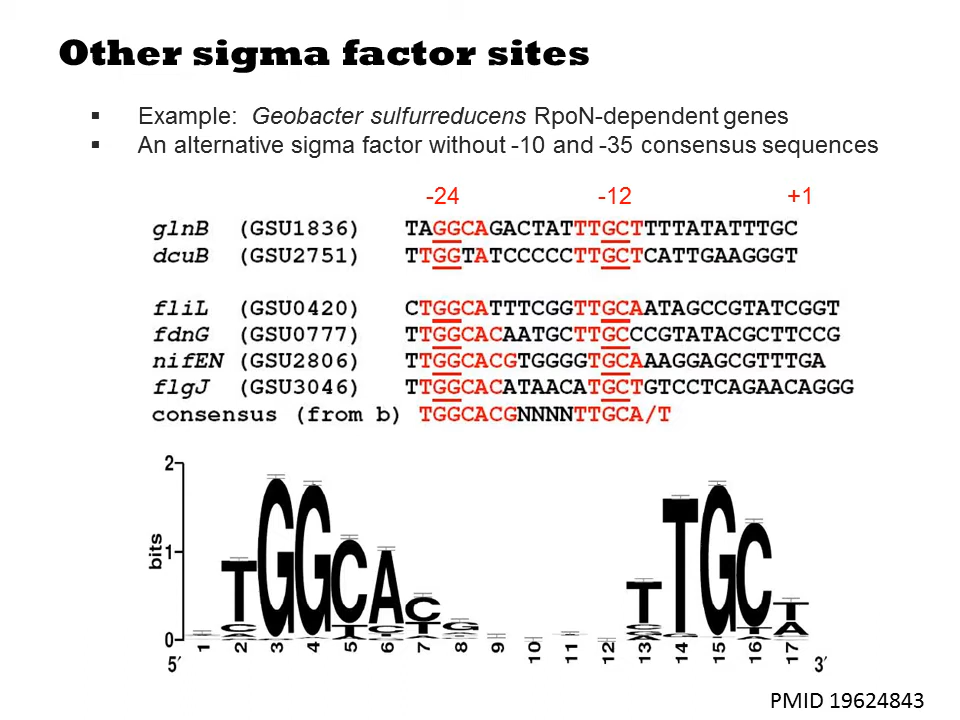 Other sigma factor sites
▪ Example: Geobacter sulfurreducens RpoN-dependent genes
▪ An alternative sigma factor without -10 and -35 consensus sequences
-24 -12 +1
glnB (GSU1836) TAGGCAGACTATTTGCTTTTATATTTGC
dcuB (GSU2751) TTGGTATCCCCCTTGCTCATTGAAGGGT
fliL (GSU0420) CTGGCATTTCGGTTGCAATAGCCGTATCGGT
fdnG (GSU0777) TTGGCACAATGCTTGCCCGTATACGCTTCCG
nifEN (GSU2806) TTGGCACGTGGGGTGCAAAGGAGCGTTTGA
flgJ (GSU3046) TTGGCACATAACATGCTGTCCTCAGAACAGGG
consensus (from b) TGGCACGNNNNTTGCA/T
2
bits
1
0
TGGCACG TTGCT
1 2 3 4 5 6 7 8 9 10 11 12 13 14 15 16 17
5′ 3′
PMID 19624843